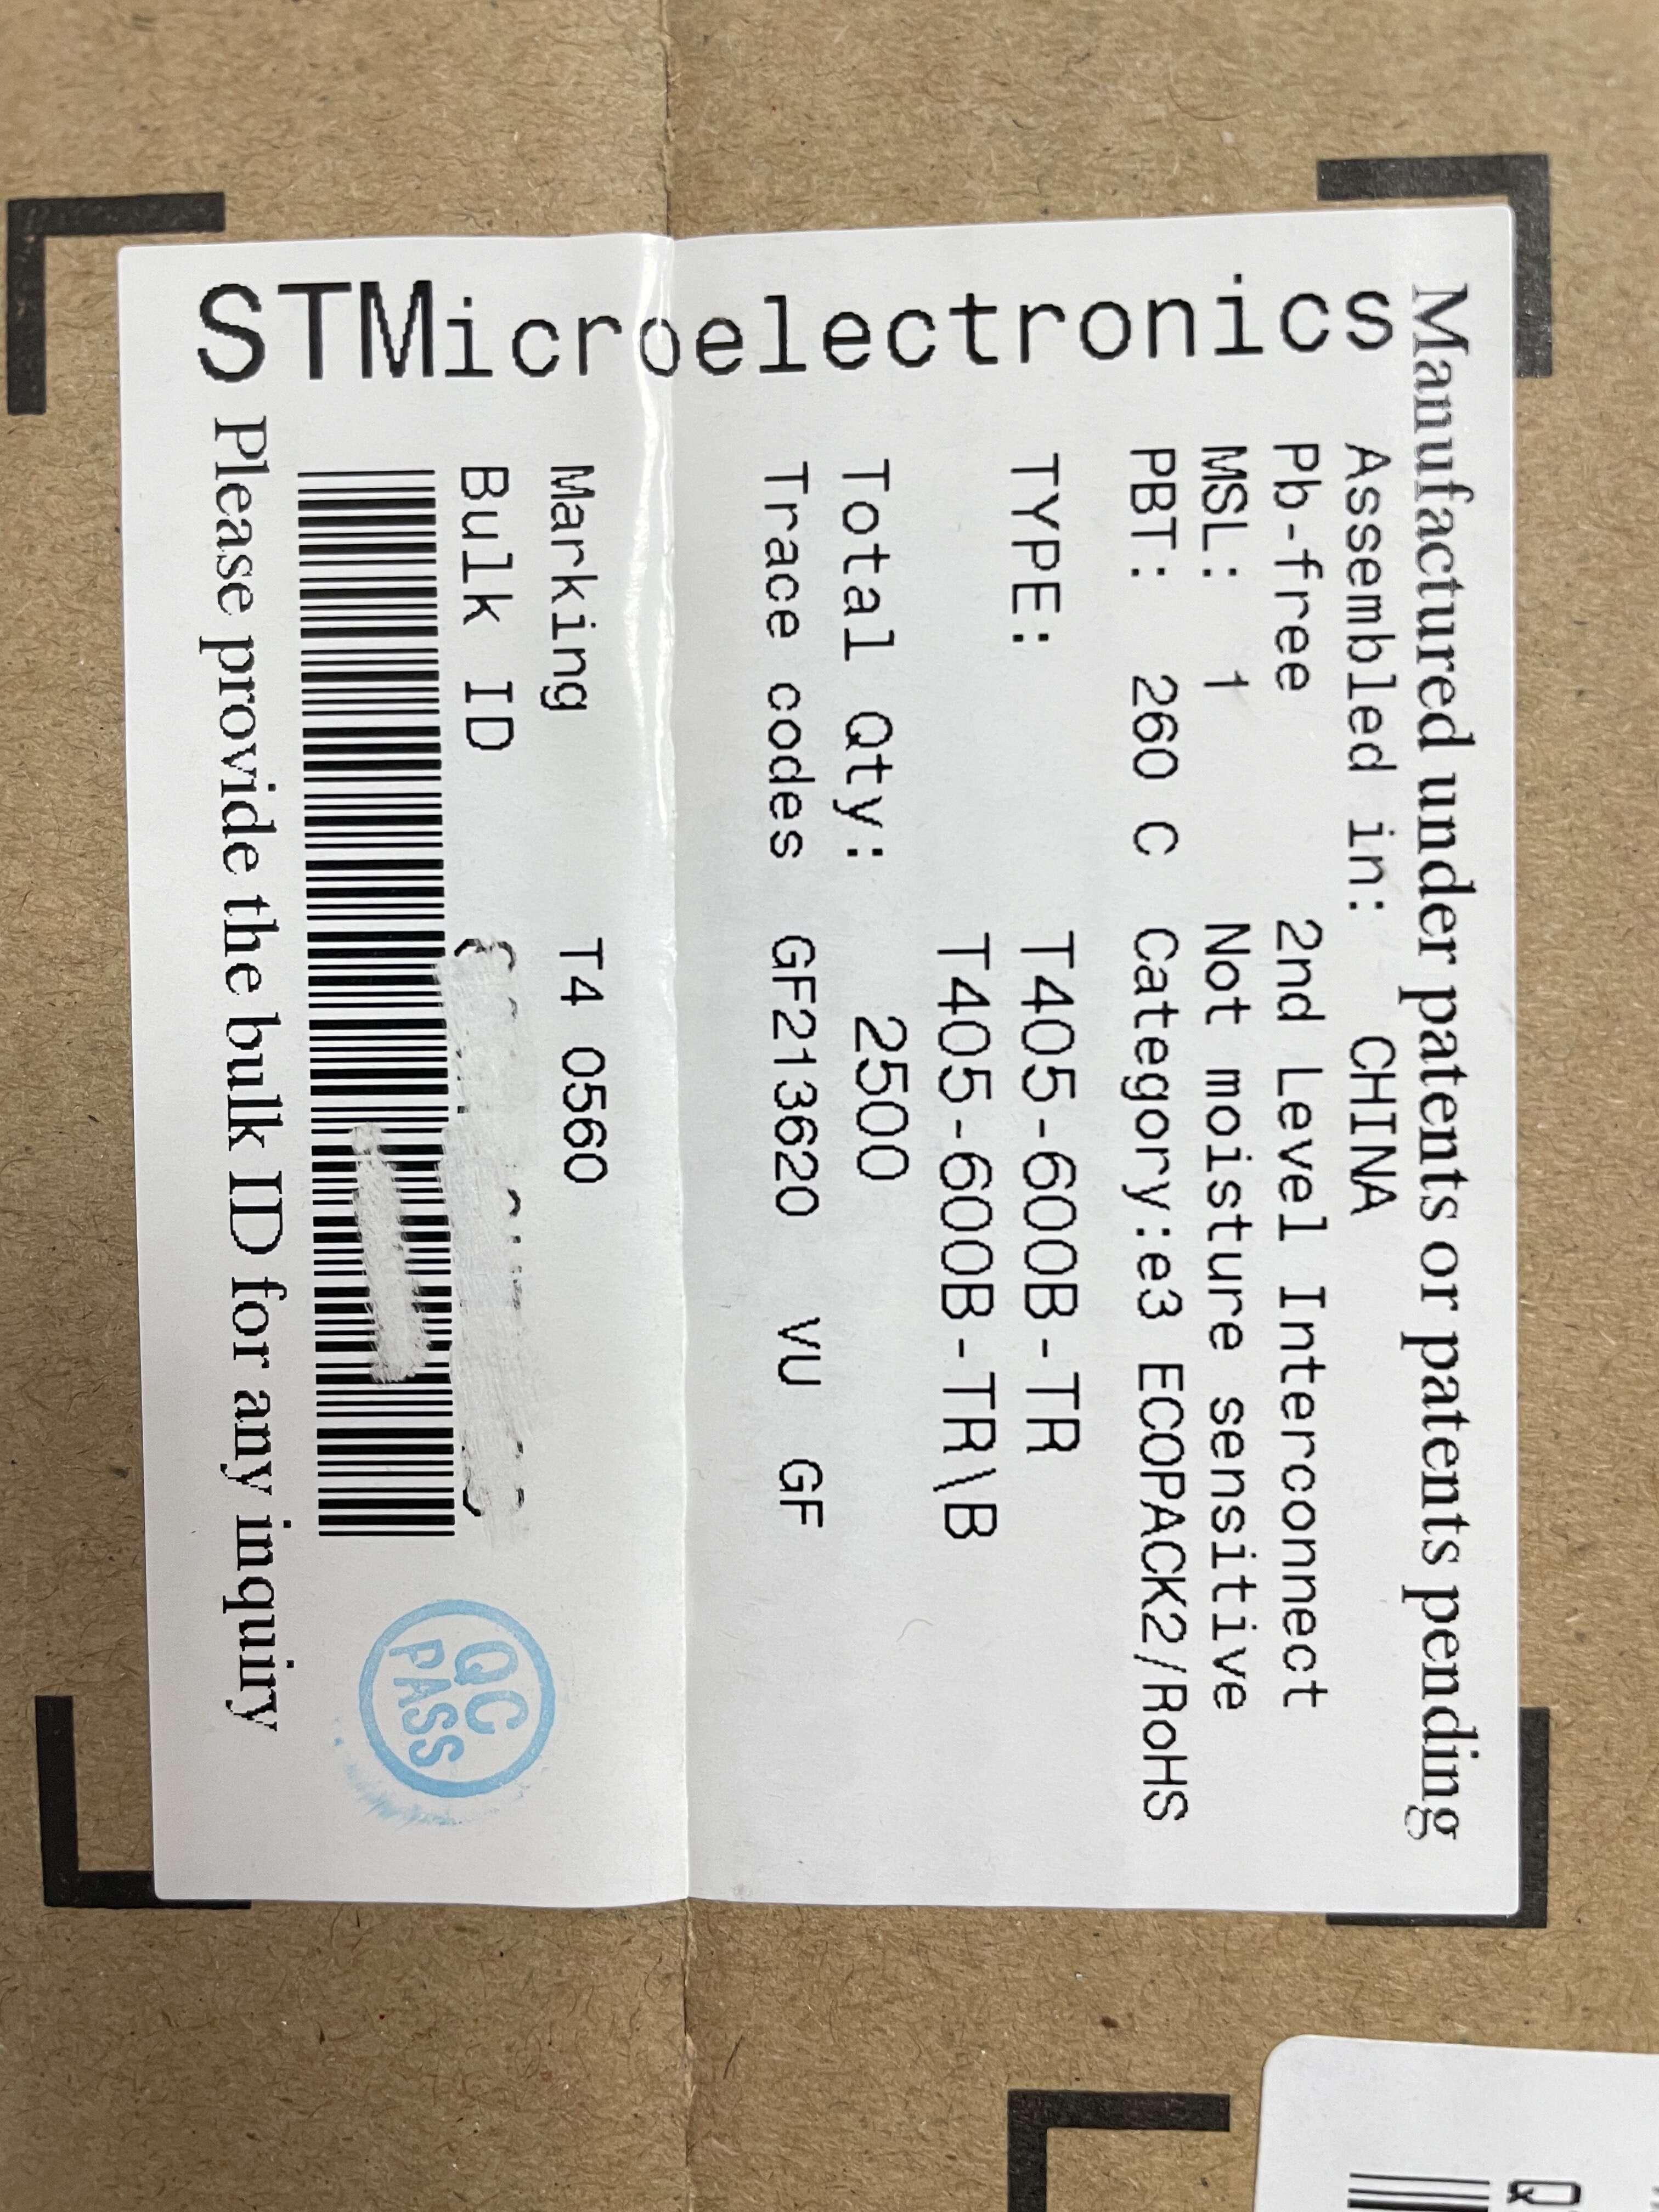 Manufactured under patents or patents pending
Assembled in: CHINA
Pb-free 2nd Level Interconnect
MSL: 1 Not moisture sensitive
PBT: 260 C Category:e3 ECOPACK2/RoHS
TYPE: T405-600B-TR
T405-600B-TR\B
Total Qty: 2500
Trace codes GF213620 VU GF
Marking T4 0560
Bulk ID
Please provide the bulk ID for any inquiry
STMicroelectronics
QC
PASS